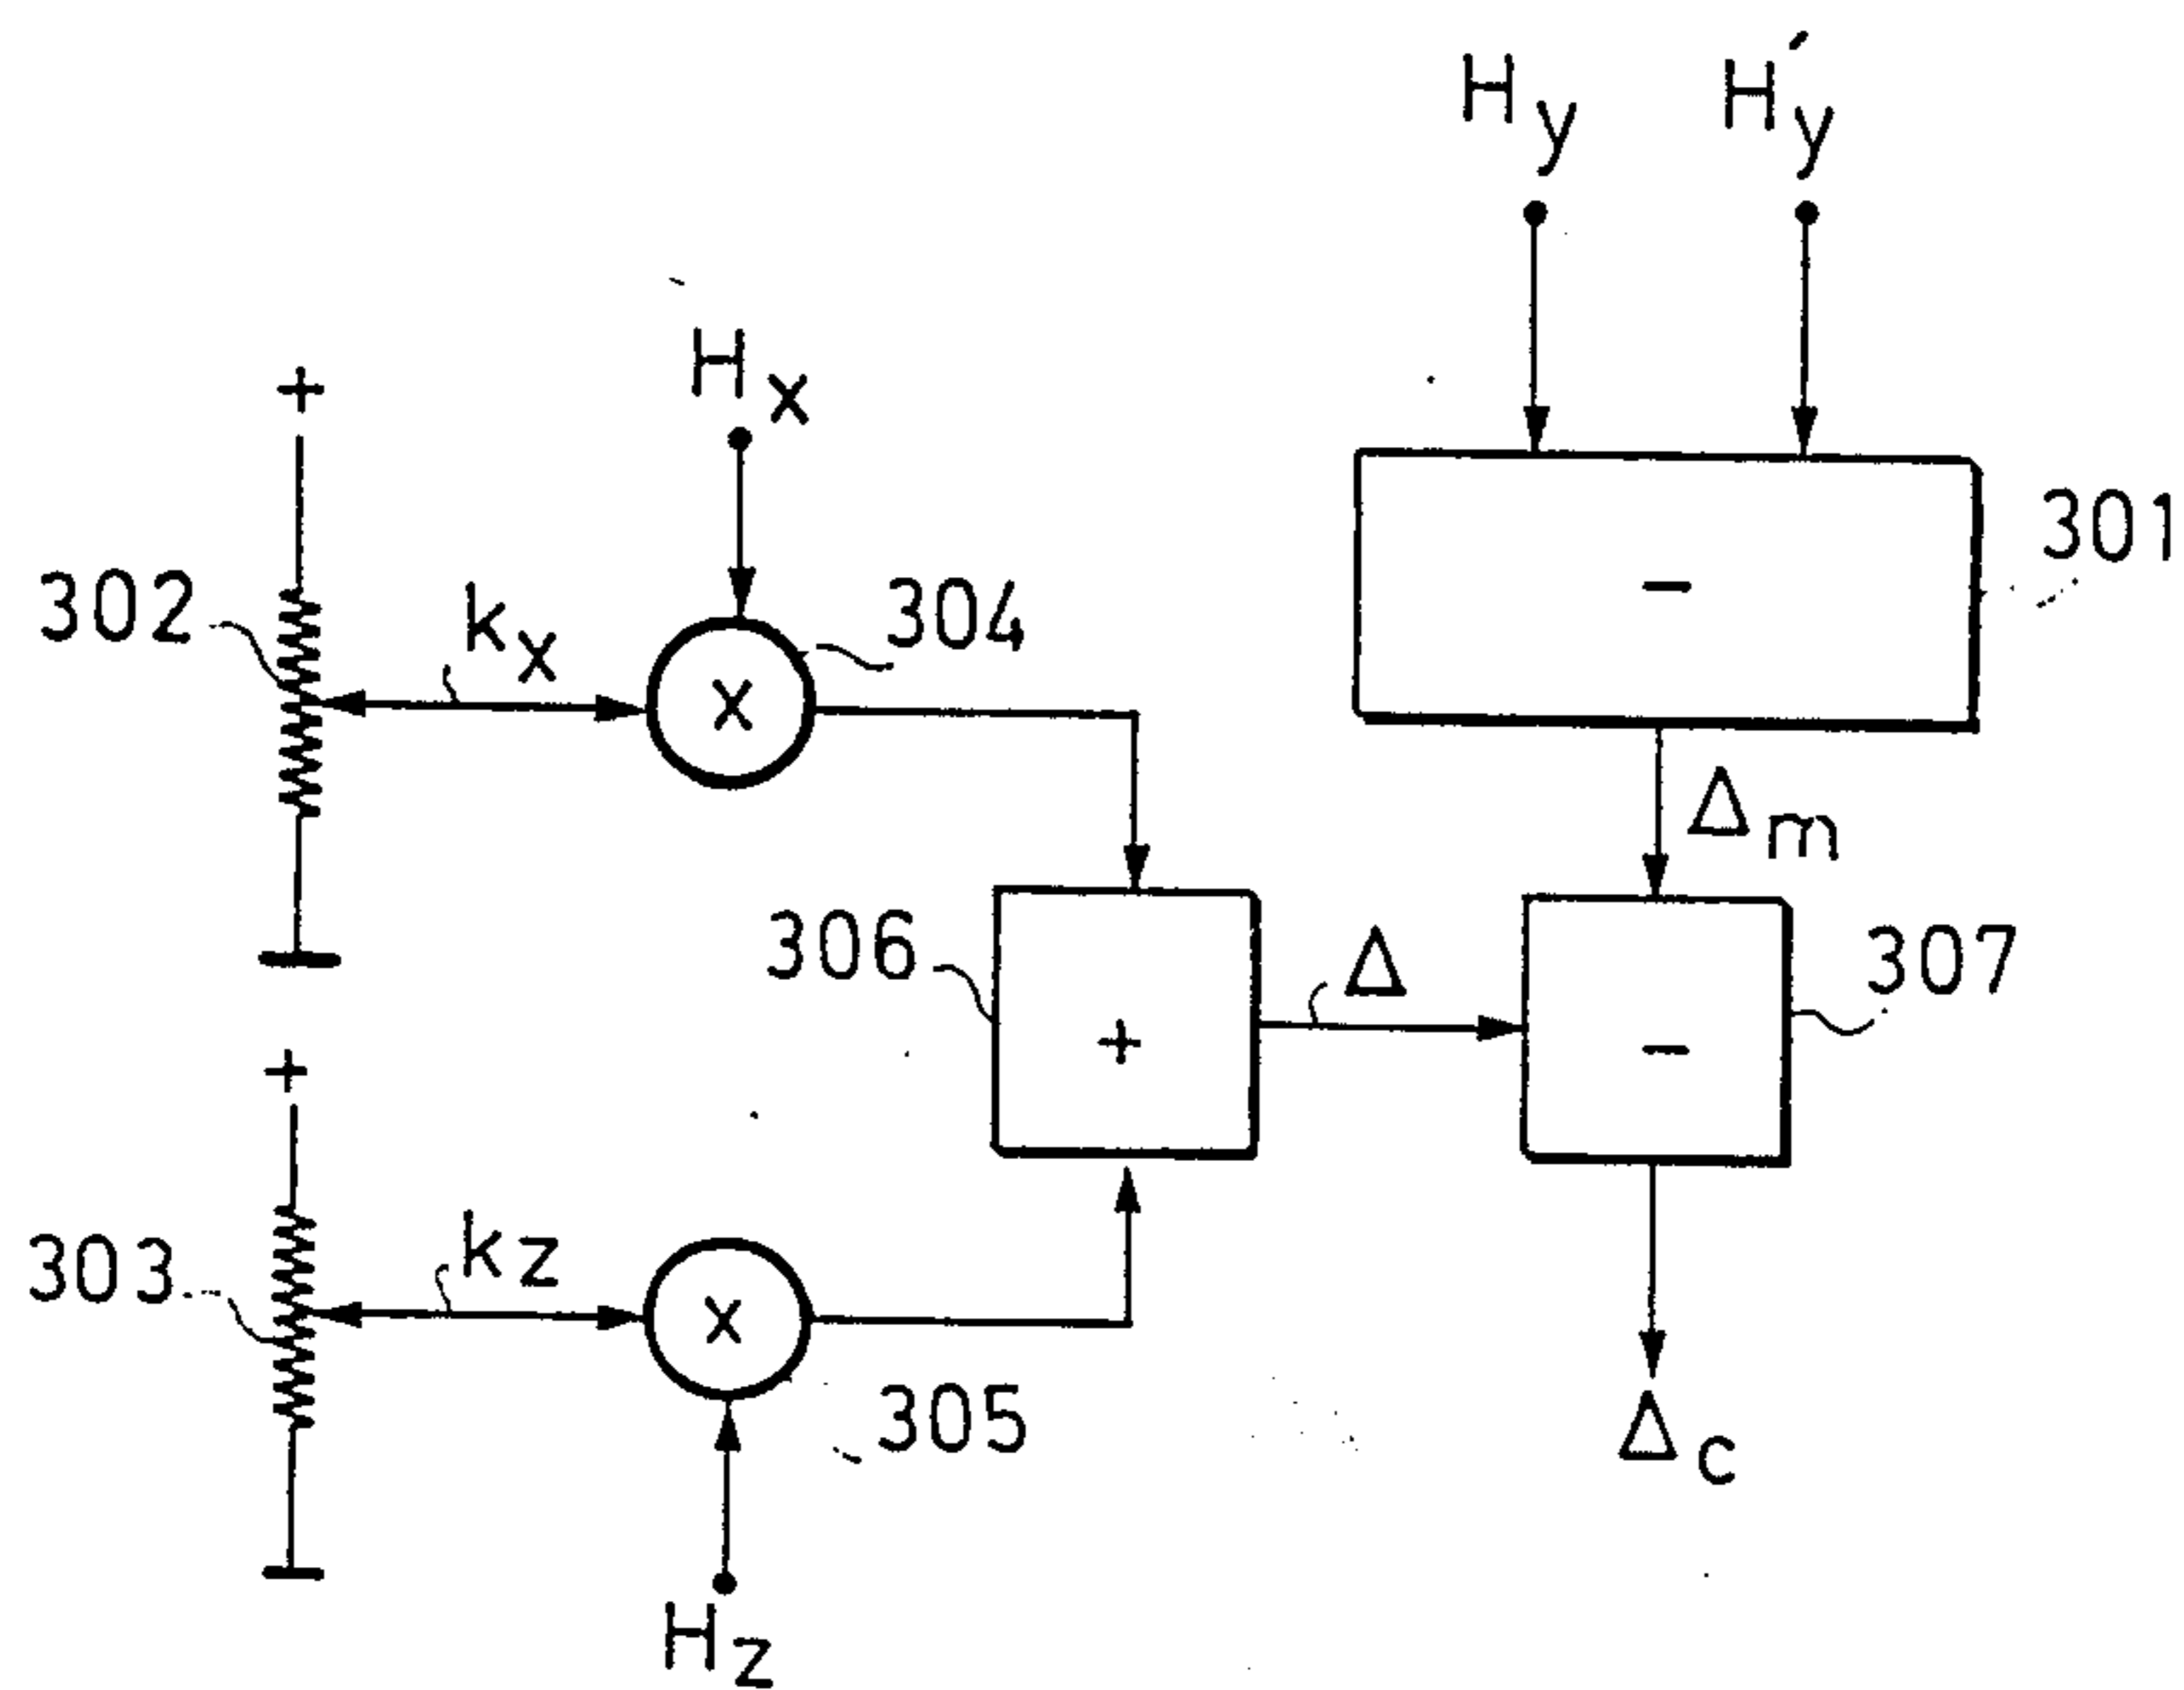 Hy
H´y
Hx
+
301
302
kx
304
x
-
Δm
306
Δ
307
+
-
+
303
kz
x
305
Δc
Hz